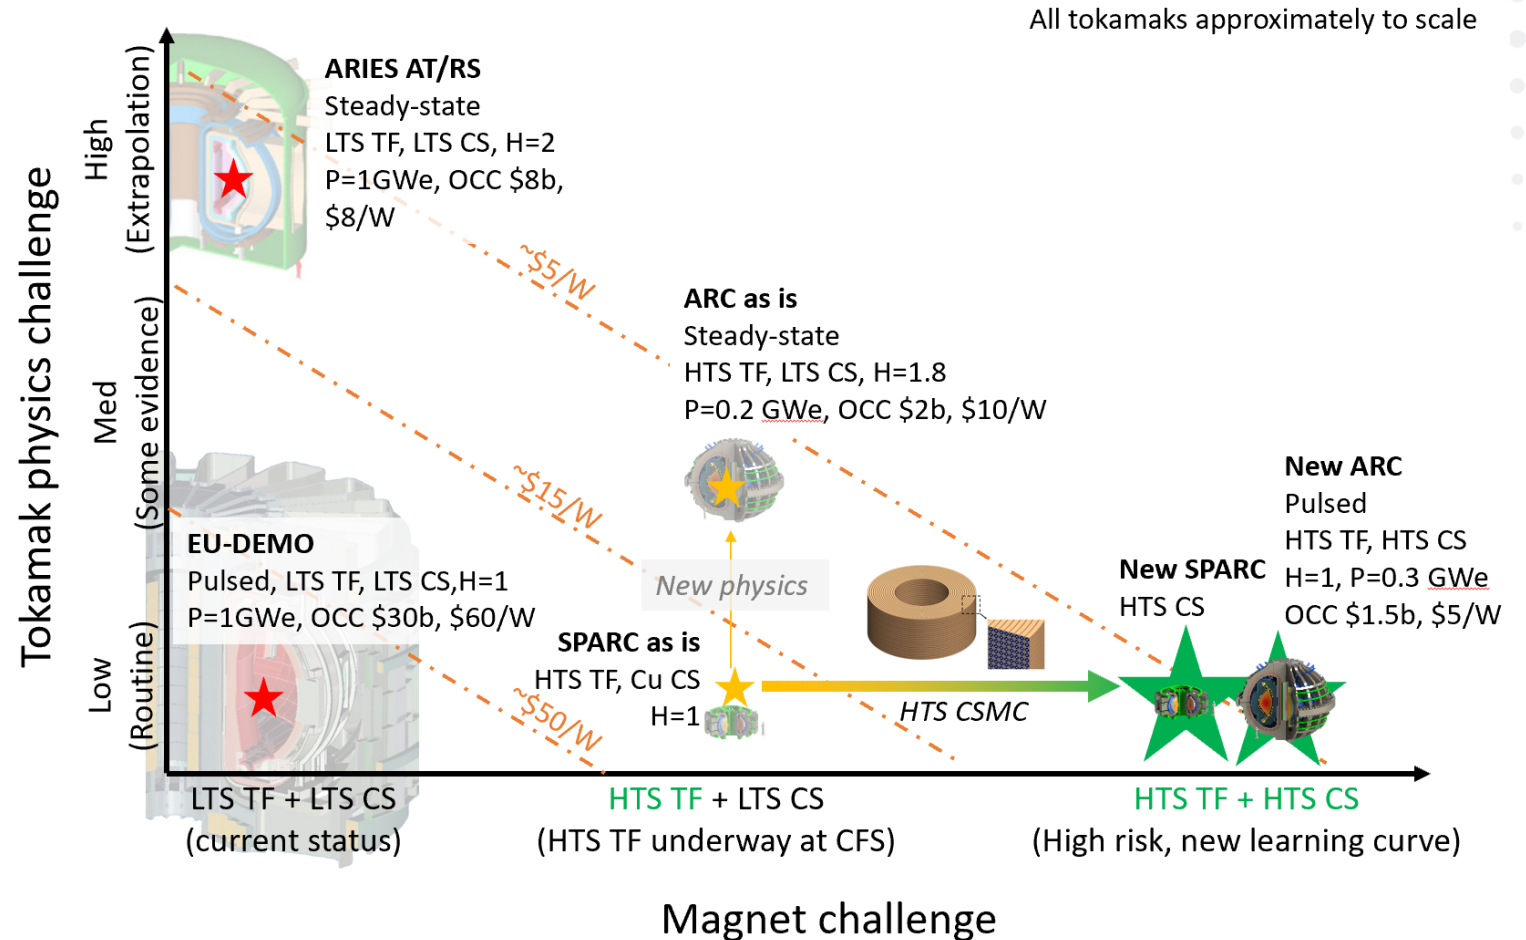 All tokamaks approximately to scale
Tokamak physics challenge
High
(Extrapolation)
Med
(Some evidence)
Low
(Routine)
ARIES AT/RS
Steady-state
LTS TF, LTS CS, H=2
P=1GWe, OCC $8b,
$8/W
~$5/W
ARC as is
Steady-state
HTS TF, LTS CS, H=1.8
P=0.2 GWe, OCC $2b, $10/W
~$15/W
New ARC
Pulsed
HTS TF, HTS CS
H=1, P=0.3 GWe
OCC $1.5b, $5/W
EU-DEMO
Pulsed, LTS TF, LTS CS,H=1
P=1GWe, OCC $30b, $60/W
New physics
New SPARC
HTS CS
SPARC as is
HTS TF, Cu CS
H=1
~$50/W
HTS CSMC
LTS TF + LTS CS
(current status)
HTS TF + LTS CS
(HTS TF underway at CFS)
HTS TF + HTS CS
(High risk, new learning curve)
Magnet challenge